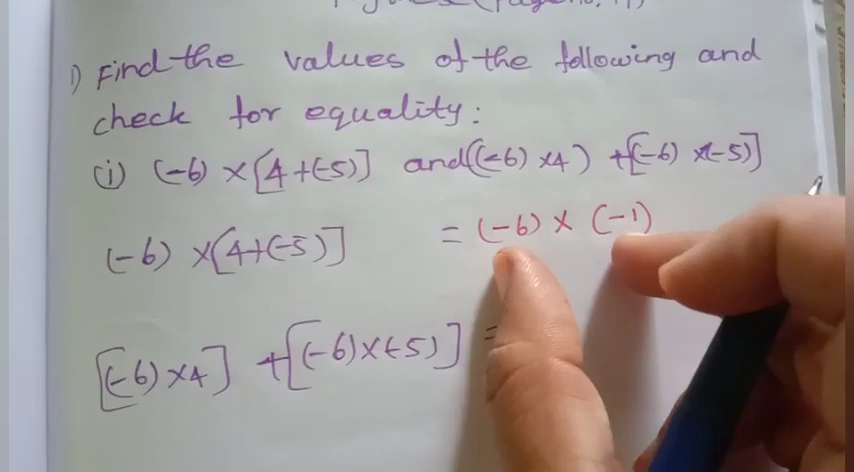 1) Find the values of the following and
check for equality:
(i) (-6) × [4+(-5)] and ((-6) ×4) +[(-6) ×(-5)]
(-6) ×[4+(-5)] = (-6) × (-1)
[(-6) ×4] +[(-6)×(-5)] =